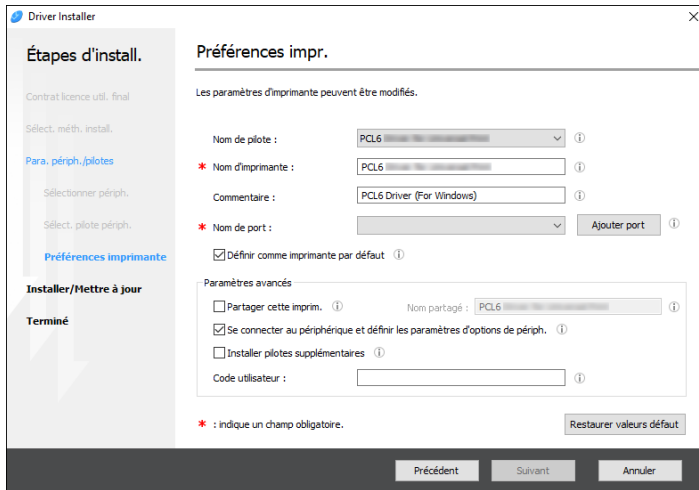 Driver Installer
Étapes d'install.
Contrat licence util. final
Sélect. méth. install.
Para. périph./pilotes
Sélectionner périph.
Sélect. pilote périph.
Préférences imprimante
Installer/Mettre à jour
Terminé
Préférences impr.
Les paramètres d'imprimante peuvent être modifiés.
Nom de pilote : PCL6
* Nom d'imprimante : PCL6
Commentaire : PCL6 Driver (For Windows)
* Nom de port : Ajouter port
Définir comme imprimante par défaut
Paramètres avancés
Partager cette imprim. Nom partagé : PCL6
Se connecter au périphérique et définir les paramètres d'options de périph.
Installer pilotes supplémentaires
Code utilisateur :
* : indique un champ obligatoire. Restaurer valeurs défaut
Précédent Suivant Annuler